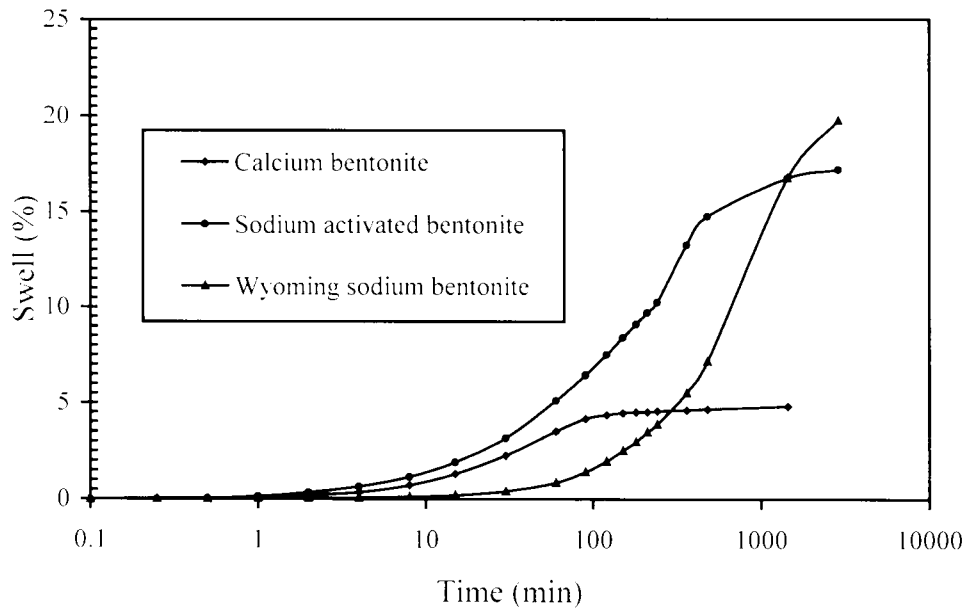 25
20
15
10
5
0
Swell (%)
Calcium bentonite
Sodium activated bentonite
Wyoming sodium bentonite
0.1 1 10 100 1000 10000
Time (min)